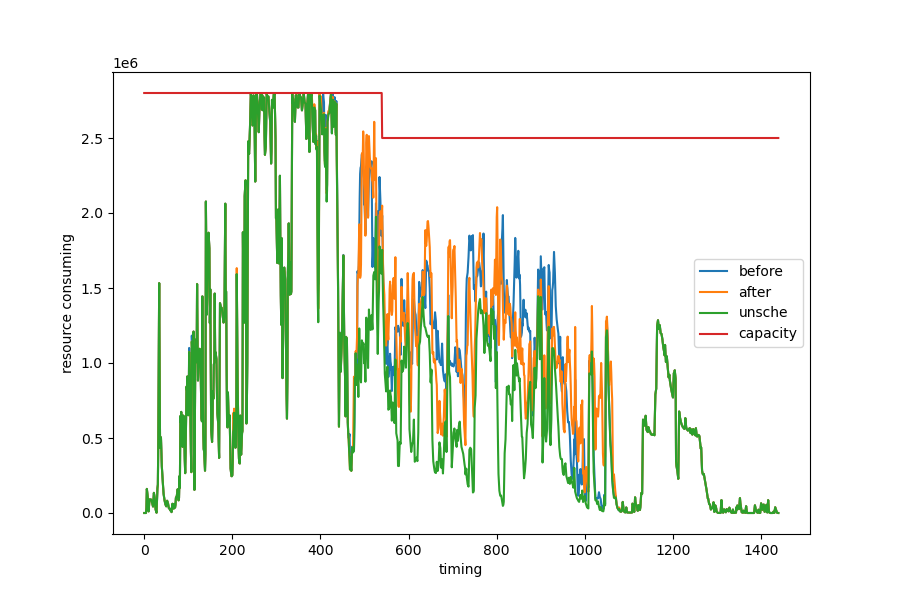 1e6
2.5
2.0
1.5
1.0
0.5
0.0
resource consuming
before
after
unsche
capacity
0 200 400 600 800 1000 1200 1400
timing